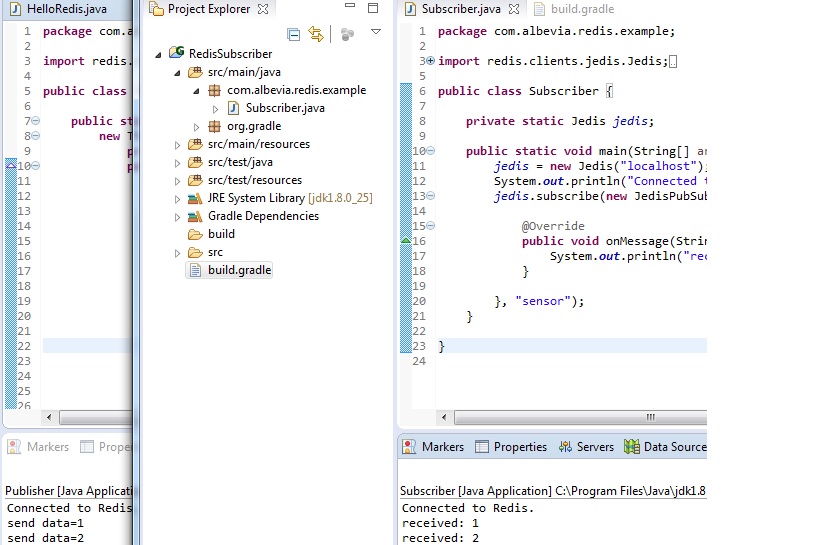 HelloRedis.java
1 package com.a
2
3 import redis.
4
5 public class
6
7 public st
8 new T
9 p
10 p
11
12
13
14
15
16
17
18
19
20
21
22
23
24
25
26
Markers Proper
Publisher [Java Applicati
Connected to Redis
send data=1
send data=2
Project Explorer
RedisSubscriber
src/main/java
com.albevia.redis.example
Subscriber.java
org.gradle
src/main/resources
src/test/java
src/test/resources
JRE System Library [jdk1.8.0_25]
Gradle Dependencies
build
src
build.gradle
Subscriber.java build.gradle
1 package com.albevia.redis.example;
2
3 import redis.clients.jedis.Jedis;
6 public class Subscriber {
7
8 private static Jedis jedis;
9
10 public static void main(String[] ar
11 jedis = new Jedis("localhost");
12 System.out.println("Connected t
13 jedis.subscribe(new JedisPubSub
14
15 @Override
16 public void onMessage(Strin
17 System.out.println("rec
18 }
19
20 }, "sensor");
21 }
22
23 }
24
Markers Properties Servers Data Source
Subscriber [Java Application] C:\Program Files\Java\jdk1.8
Connected to Redis.
received: 1
received: 2